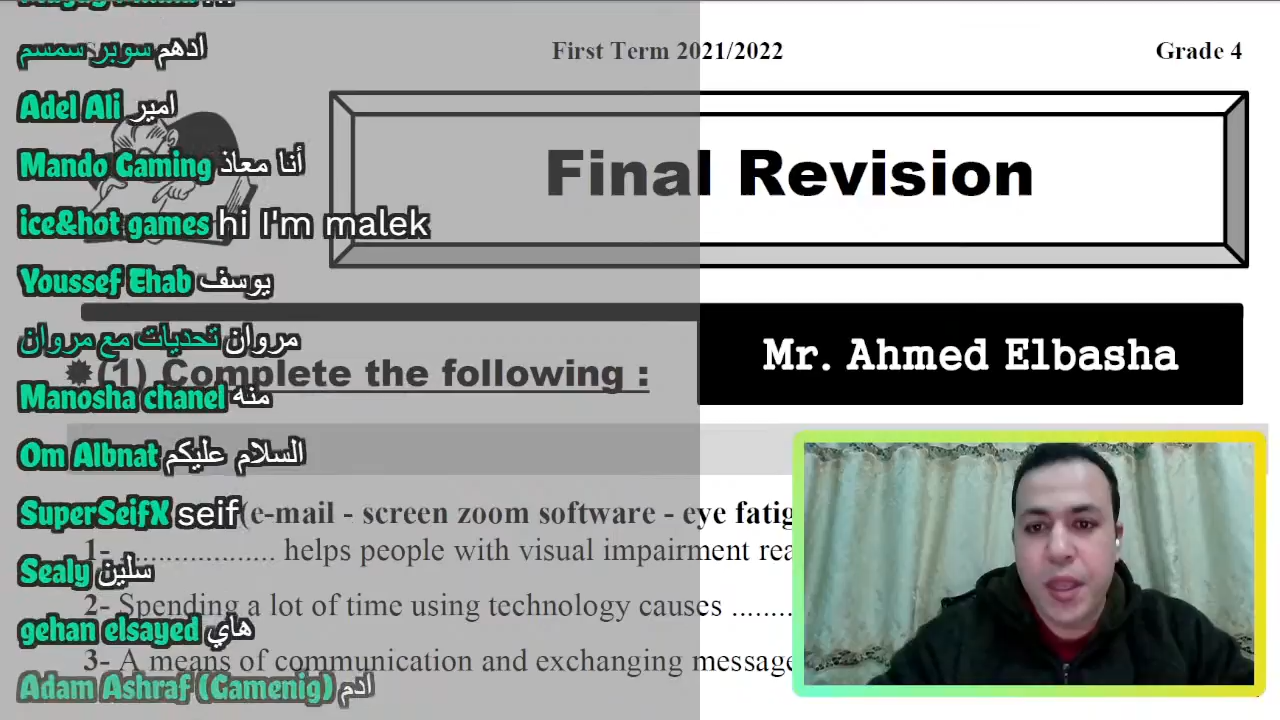 First Term 2021/2022
Grade 4
سوبر سمسم ادهم
Adel Ali امير
Mando Gaming أنا معاذ
Final Revision
ice&hot games hi I'm malek
Youssef Ehab يوسف
تحديات مع مروان مروان
Mr. Ahmed Elbasha
(1) Complete the following :
Manosha chanel منه
Om Albnat السلام عليكم
SuperSeifX seif
(e-mail - screen zoom software - eye
1- .................. helps people with visual impairment
Sealy سلين
2- Spending a lot of time using technology causes ........
gehan elsayed هاي
3- A means of communication and exchanging
Adam Ashraf (Gamenig) ادم